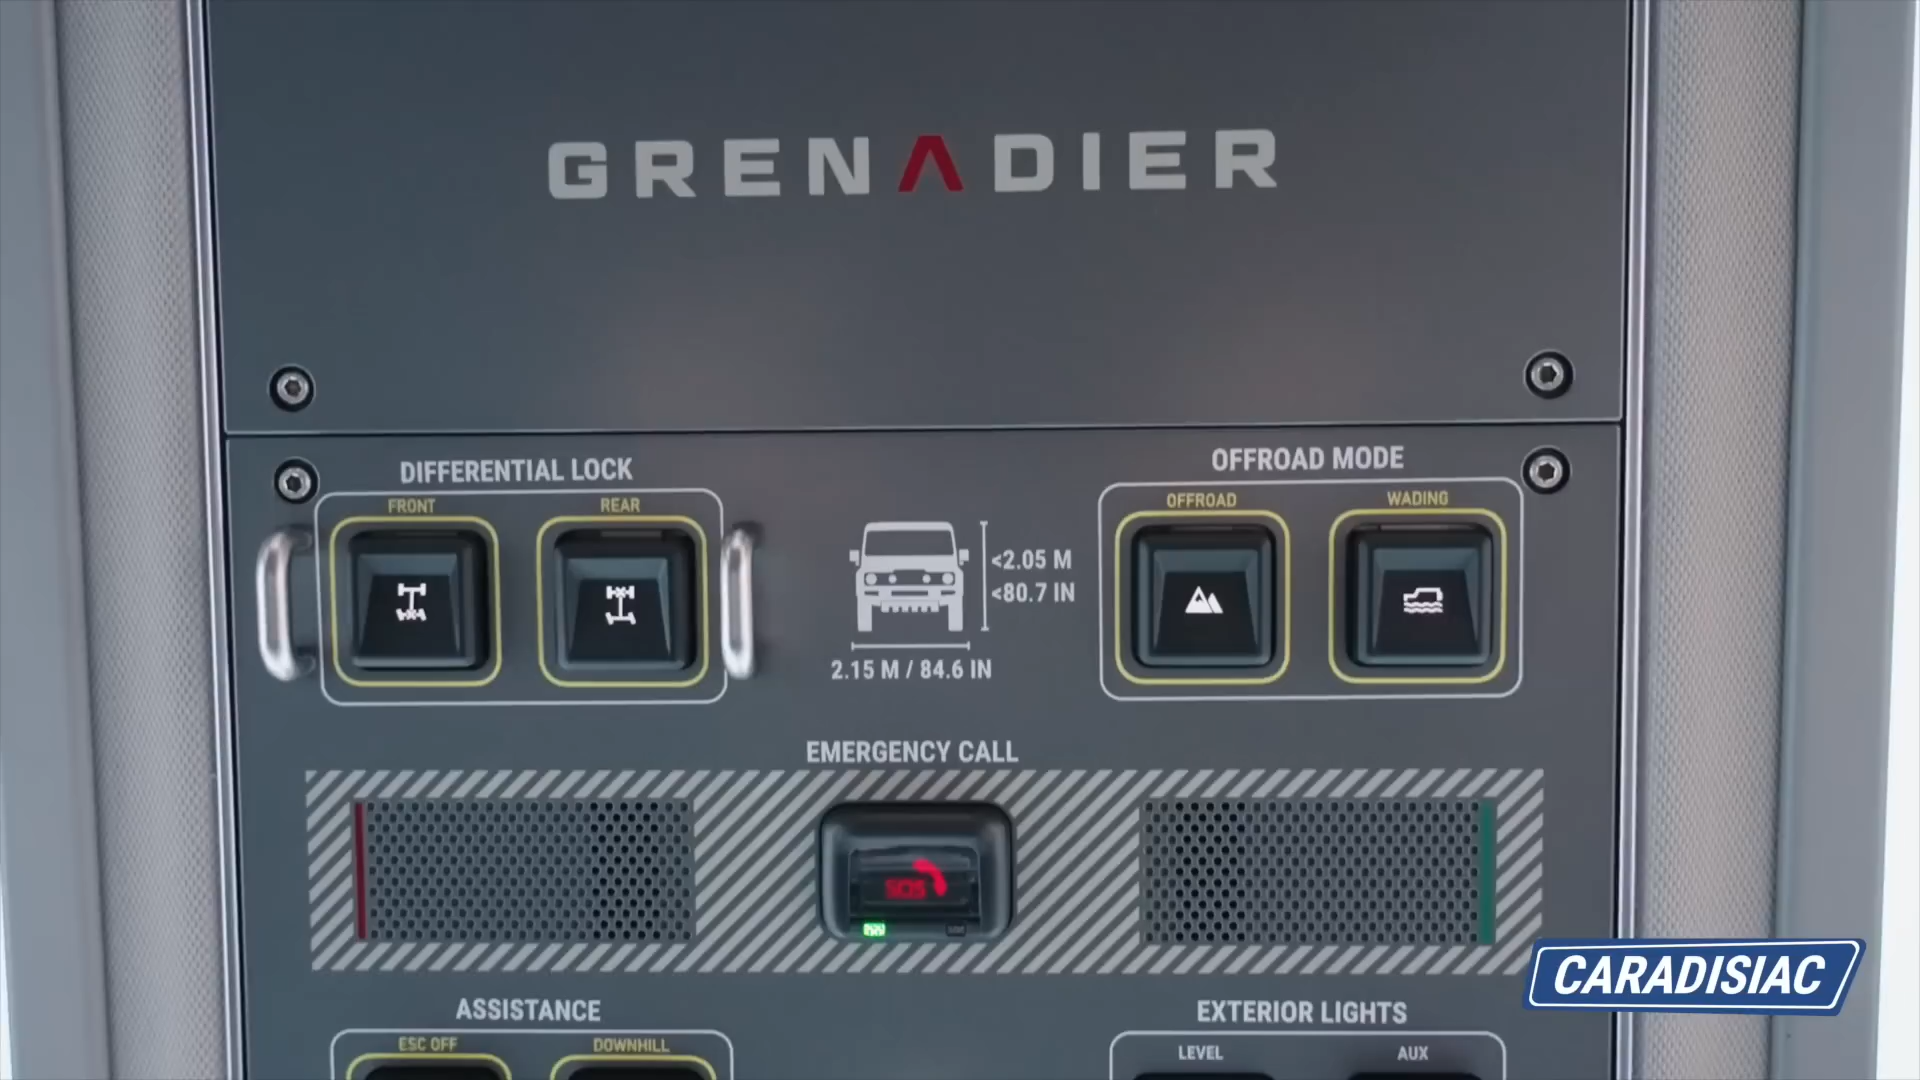 GRENADIER
DIFFERENTIAL LOCK
FRONT
REAR
<2.05 M
<80.7 IN
2.15 M / 84.6 IN
OFFROAD MODE
OFFROAD
WADING
EMERGENCY CALL
SOS
ASSISTANCE
ESC OFF
DOWNHILL
EXTERIOR LIGHTS
LEVEL
AUX
CARADISIAC